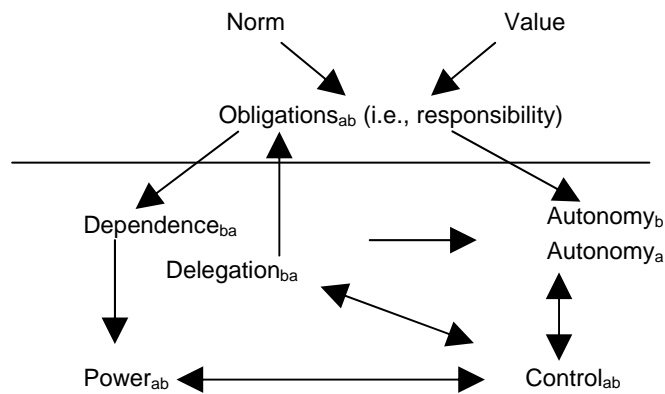 Norm Value
Obligationsab (i.e., responsibility)
Dependenceba Autonomyb
Autonomya
Delegationba
Powerab Controlab